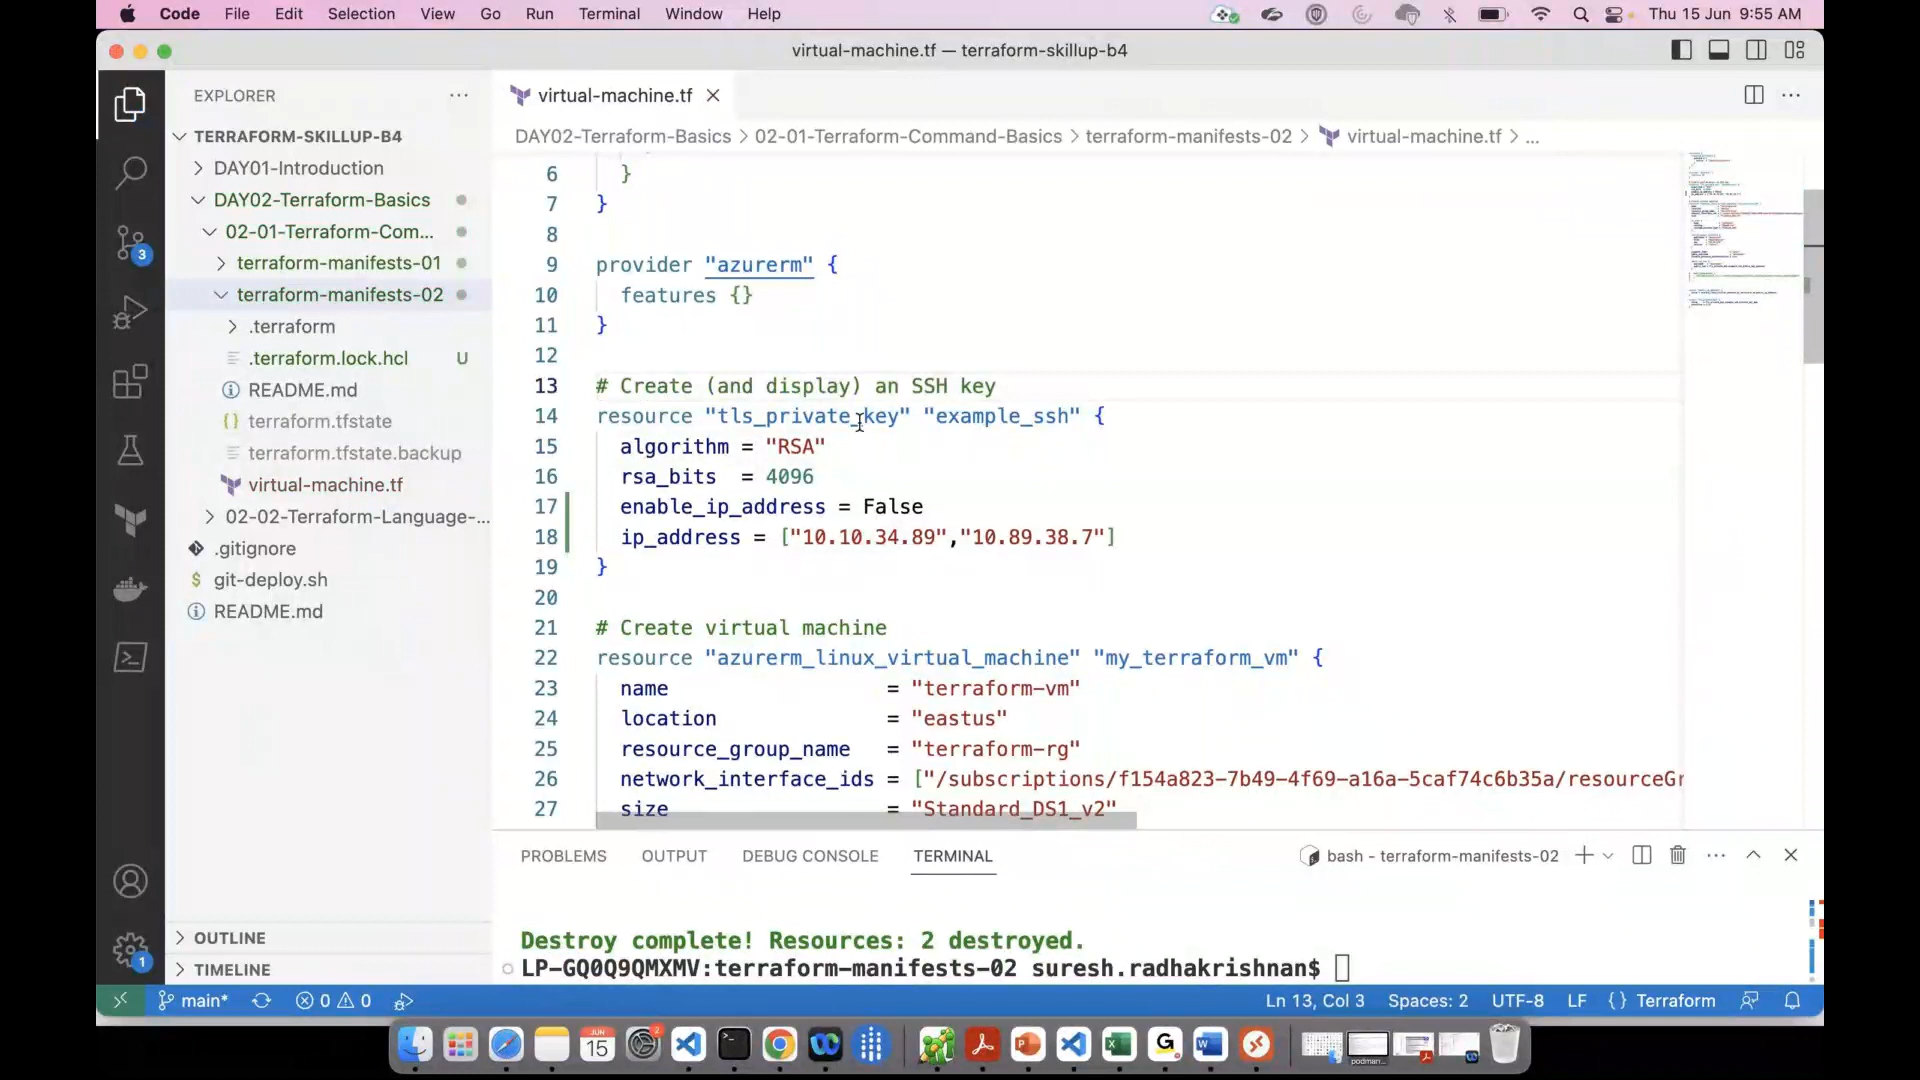 Code File Edit Selection View Go Run Terminal Window Help
Thu 15 Jun 9:55 AM
virtual-machine.tf — terraform-skillup-b4
EXPLORER
TERRAFORM-SKILLUP-B4
DAY01-Introduction
DAY02-Terraform-Basics
02-01-Terraform-Com...
terraform-manifests-01
terraform-manifests-02
.terraform
.terraform.lock.hcl U
README.md
terraform.tfstate
terraform.tfstate.backup
virtual-machine.tf
02-02-Terraform-Language-...
.gitignore
$ git-deploy.sh
README.md
OUTLINE
TIMELINE
3
1
virtual-machine.tf
DAY02-Terraform-Basics > 02-01-Terraform-Command-Basics > terraform-manifests-02 > virtual-machine.tf > ...
6 }
7 }
8
9 provider "azurerm" {
10 features {}
11 }
12
13 # Create (and display) an SSH key
14 resource "tls_private_key" "example_ssh" {
15 algorithm = "RSA"
16 rsa_bits = 4096
17 enable_ip_address = False
18 ip_address = ["10.10.34.89","10.89.38.7"]
19 }
20
21 # Create virtual machine
22 resource "azurerm_linux_virtual_machine" "my_terraform_vm" {
23 name = "terraform-vm"
24 location = "eastus"
25 resource_group_name = "terraform-rg"
26 network_interface_ids = ["/subscriptions/f154a823-7b49-4f69-a16a-5caf74c6b35a/resourceGr
27 size = "Standard_DS1_v2"
PROBLEMS OUTPUT DEBUG CONSOLE TERMINAL
bash - terraform-manifests-02
Destroy complete! Resources: 2 destroyed.
LP-GQ0Q9QMXMV:terraform-manifests-02 suresh.radhakrishnan$
main* 0 0
Ln 13, Col 3 Spaces: 2 UTF-8 LF {} Terraform
JUN
15
2
podman...